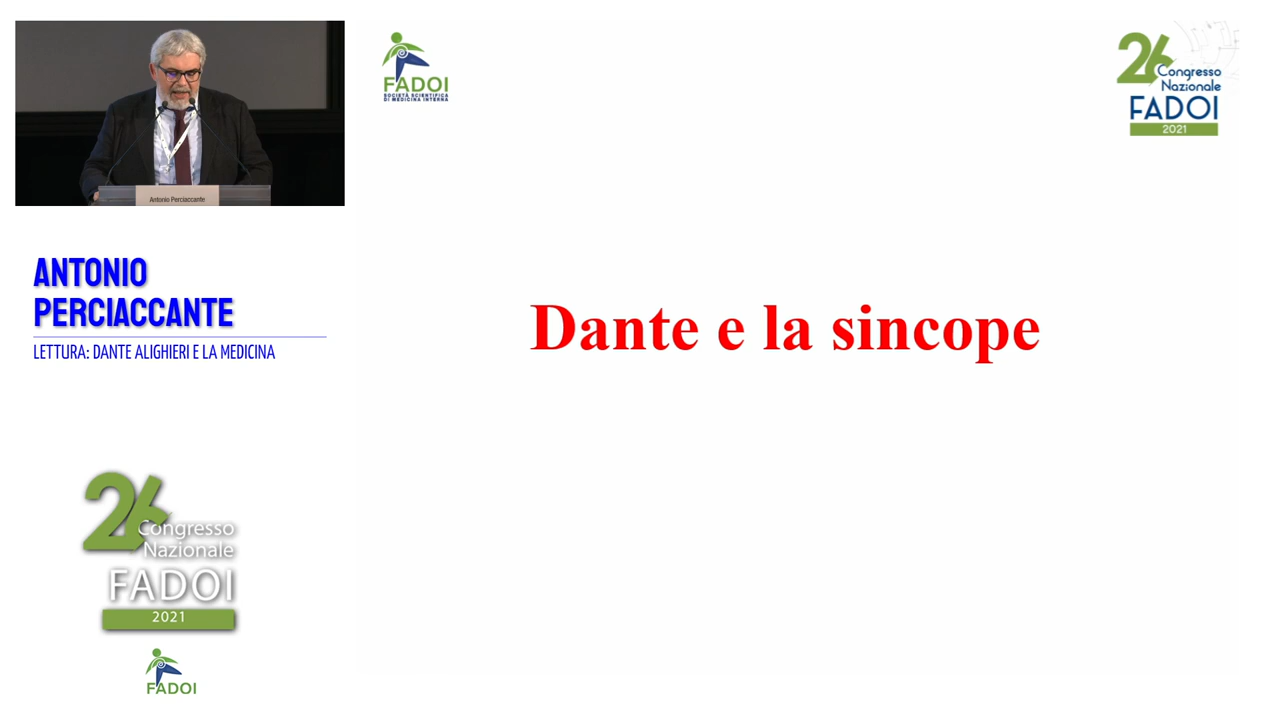 Antonio Perciaccante
ANTONIO
PERCIACCANTE
LETTURA: DANTE ALIGHIERI E LA MEDICINA
26
Congresso
Nazionale
FADOI
2021
FADOI
FADOI
SOCIETÀ SCIENTIFICA
DI MEDICINA INTERNA
26
Congresso
Nazionale
FADOI
2021
Dante e la sincope